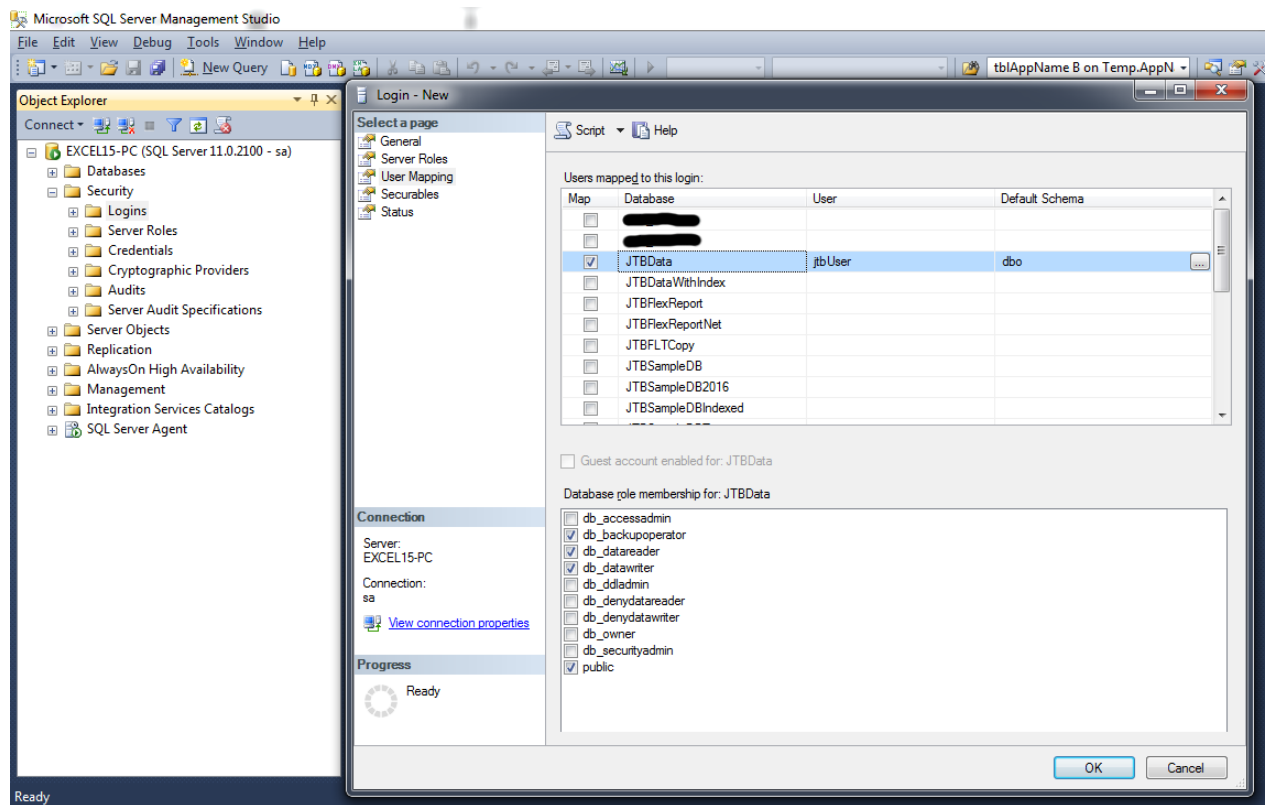 Microsoft SQL Server Management Studio
File Edit View Debug Tools Window Help
New Query
tblAppName B on Temp.AppN
Object Explorer
Connect
EXCEL15-PC (SQL Server 11.0.2100 - sa)
Databases
Security
Logins
Server Roles
Credentials
Cryptographic Providers
Audits
Server Audit Specifications
Server Objects
Replication
AlwaysOn High Availability
Management
Integration Services Catalogs
SQL Server Agent
Login - New
Select a page
General
Server Roles
User Mapping
Securables
Status
Connection
Server:
EXCEL15-PC
Connection:
sa
View connection properties
Progress
Ready
Script Help
Users mapped to this login:
Map Database User Default Schema
JTBData jtbUser dbo ...
JTBDataWithIndex
JTBFlexReport
JTBFlexReportNet
JTBFLTCopy
JTBSampleDB
JTBSampleDB2016
JTBSampleDBIndexed
Guest account enabled for: JTBData
Database role membership for: JTBData
db_accessadmin
db_backupoperator
db_datareader
db_datawriter
db_ddladmin
db_denydatareader
db_denydatawriter
db_owner
db_securityadmin
public
OK Cancel
Ready